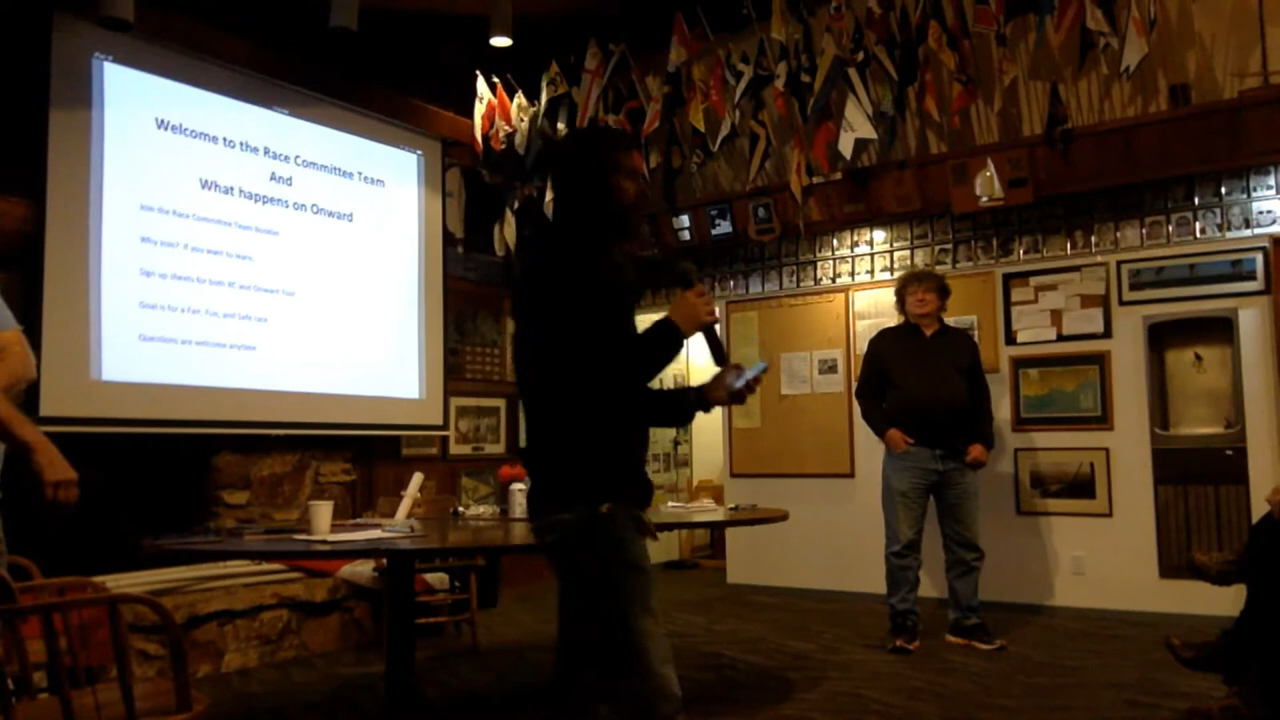 Welcome to the Race Committee Team
And
What happens on Onward
Join the Race Committee Team Booklet
Why Join? If you want to learn.
Sign up sheets for both RC and Onward Tour
Goal is for a Fair, Fun, and Safe race
Questions are welcome anytime